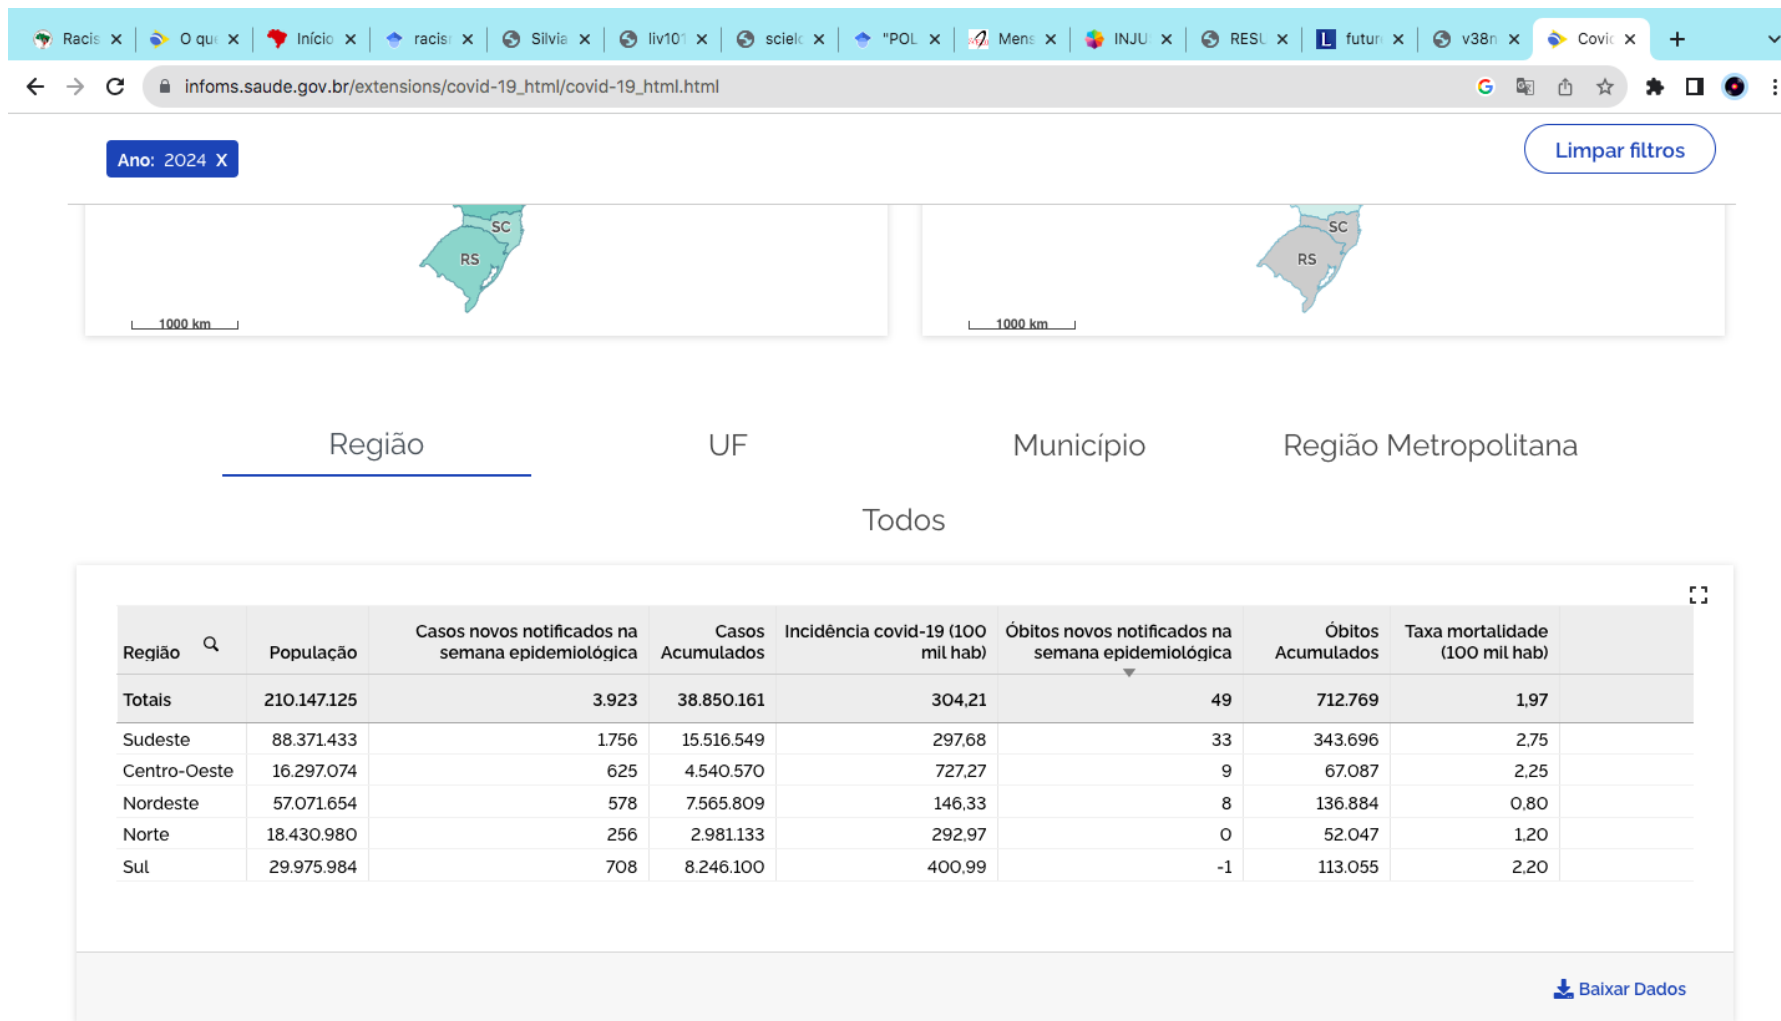 Racis O que Início racis Silvia liv101 scielo "POL Mens INJU RESU futur v38n Covid
infoms.saude.gov.br/extensions/covid-19_html/covid-19_html.html
Ano: 2024 X
Limpar filtros
SC
RS
1000 km
SC
RS
1000 km
Região UF Município Região Metropolitana
Todos
Região População Casos novos notificados na semana epidemiológica Casos Acumulados Incidência covid-19 (100 mil hab) Óbitos novos notificados na semana epidemiológica Óbitos Acumulados Taxa mortalidade (100 mil hab)
Totais 210.147.125 3.923 38.850.161 304,21 49 712.769 1,97
Sudeste 88.371.433 1.756 15.516.549 297,68 33 343.696 2,75
Centro-Oeste 16.297.074 625 4.540.570 727,27 9 67.087 2,25
Nordeste 57.071.654 578 7.565.809 146,33 8 136.884 0,80
Norte 18.430.980 256 2.981.133 292,97 0 52.047 1,20
Sul 29.975.984 708 8.246.100 400,99 -1 113.055 2,20
Baixar Dados